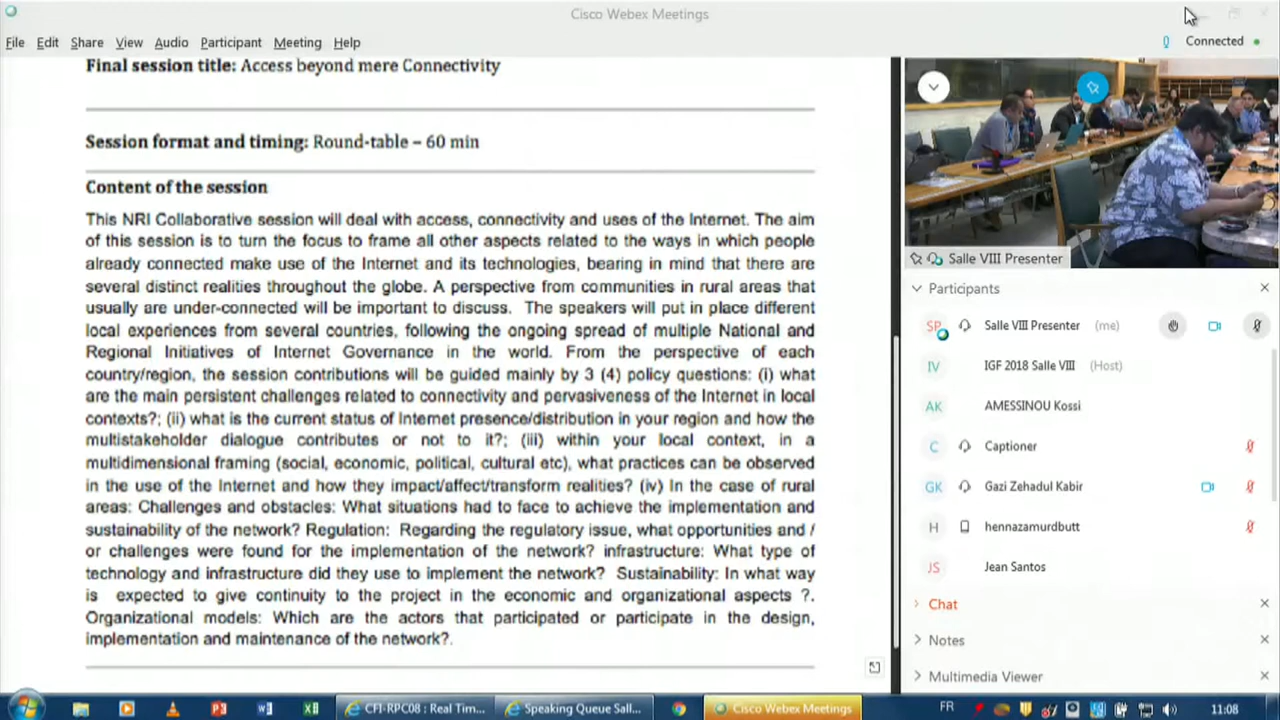 Cisco Webex Meetings
File Edit Share View Audio Participant Meeting Help
Connected
Final session title: Access beyond mere Connectivity
Session format and timing: Round-table – 60 min
Content of the session
This NRI Collaborative session will deal with access, connectivity and uses of the Internet. The aim
of this session is to turn the focus to frame all other aspects related to the ways in which people
already connected make use of the Internet and its technologies, bearing in mind that there are
several distinct realities throughout the globe. A perspective from communities in rural areas that
usually are under-connected will be important to discuss. The speakers will put in place different
local experiences from several countries, following the ongoing spread of multiple National and
Regional Initiatives of Internet Governance in the world. From the perspective of each
country/region, the session contributions will be guided mainly by 3 (4) policy questions: (i) what
are the main persistent challenges related to connectivity and pervasiveness of the Internet in local
contexts?; (ii) what is the current status of Internet presence/distribution in your region and how the
multistakeholder dialogue contributes or not to it?; (iii) within your local context, in a
multidimensional framing (social, economic, political, cultural etc), what practices can be observed
in the use of the Internet and how they impact/affect/transform realities? (iv) In the case of rural
areas: Challenges and obstacles: What situations had to face to achieve the implementation and
sustainability of the network? Regulation: Regarding the regulatory issue, what opportunities and /
or challenges were found for the implementation of the network? infrastructure: What type of
technology and infrastructure did they use to implement the network? Sustainability: In what way
is expected to give continuity to the project in the economic and organizational aspects ?.
Organizational models: Which are the actors that participated or participate in the design,
implementation and maintenance of the network?.
Salle VIII Presenter
Participants
SP Salle VIII Presenter (me)
IV IGF 2018 Salle VIII (Host)
AK AMESSINOU Kossi
C Captioner
GK Gazi Zehadul Kabir
H hennazamurdbutt
JS Jean Santos
Chat
Notes
Multimedia Viewer
CFI-RPC08 : Real Tim...
Speaking Queue Sall...
Cisco Webex Meetings
FR
11:08